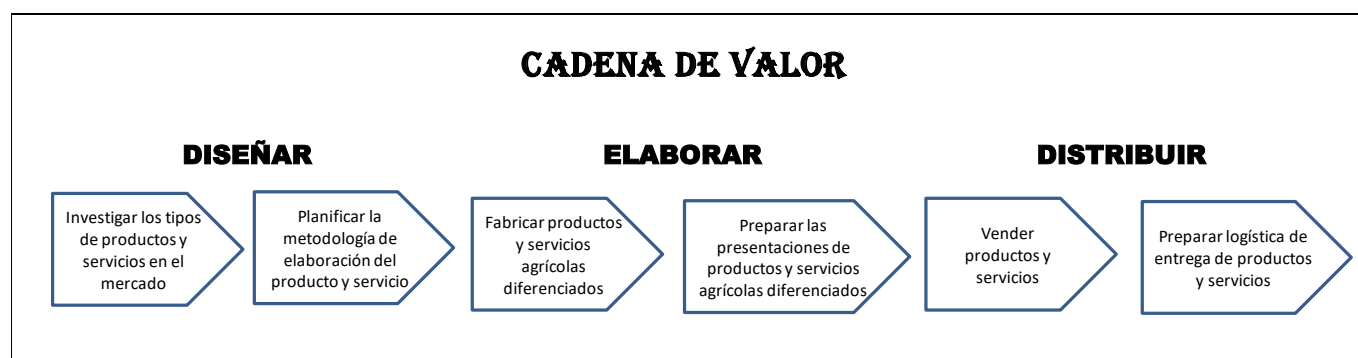 CADENA DE VALOR
DISEÑAR
ELABORAR
DISTRIBUIR
Investigar los tipos
de productos y
servicios en el
mercado
Planificar la
metodología de
elaboración del
producto y servicio
Fabricar productos
y servicios
agrícolas
diferenciados
Preparar las
presentaciones de
productos y servicios
agrícolas diferenciados
Vender
productos y
servicios
Preparar logística de
entrega de productos
y servicios